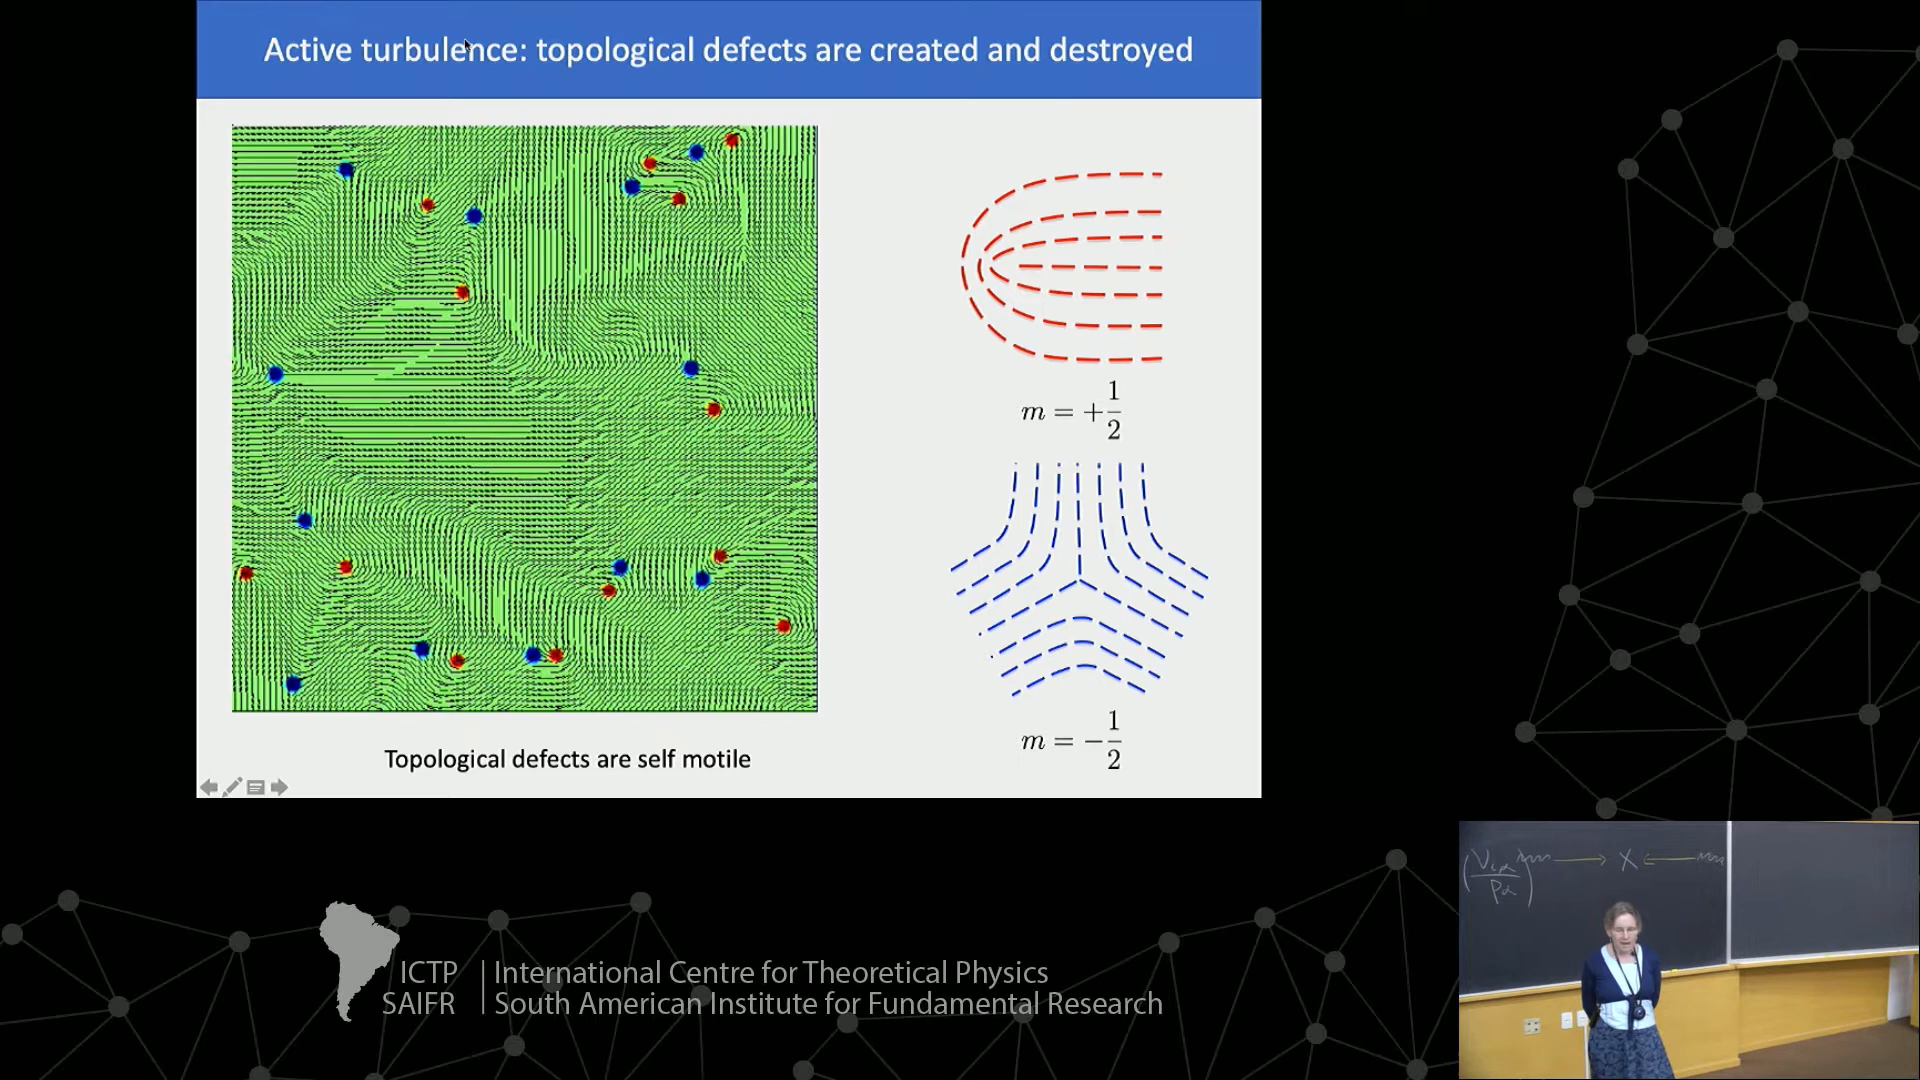 Active turbulence: topological defects are created and destroyed
m = +1/2
m = -1/2
Topological defects are self motile
ICTP | International Centre for Theoretical Physics
SAIFR | South American Institute for Fundamental Research
X